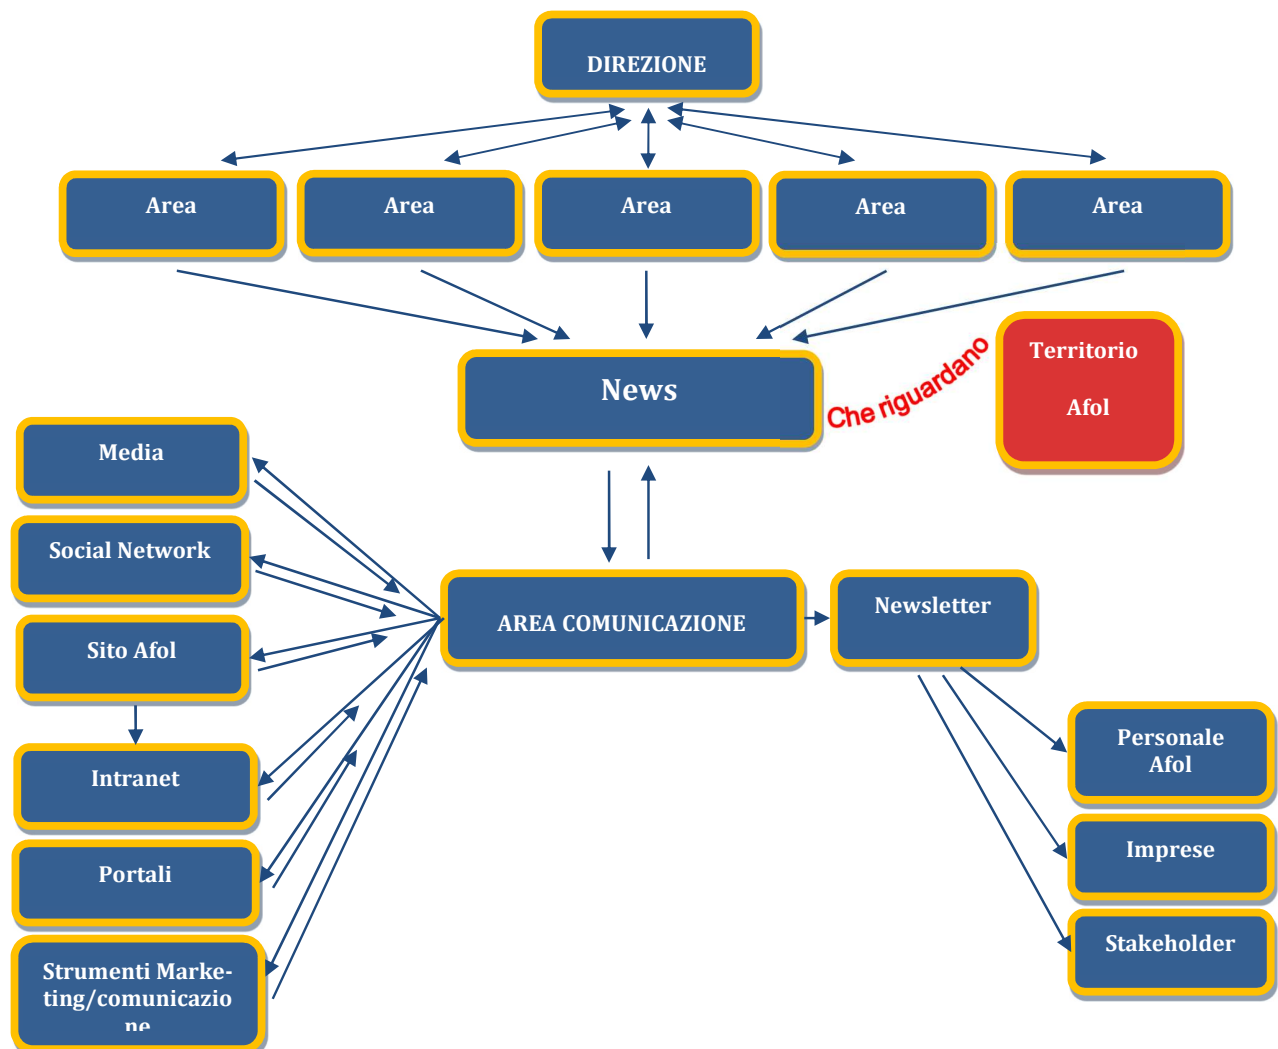 DIREZIONE
Area
Area
Area
Area
Area
News
Che riguardano
Territorio
Afol
Media
Social Network
Sito Afol
Intranet
Portali
Strumenti Marke-
ting/comunicazio
ne
AREA COMUNICAZIONE
Newsletter
Personale
Afol
Imprese
Stakeholder